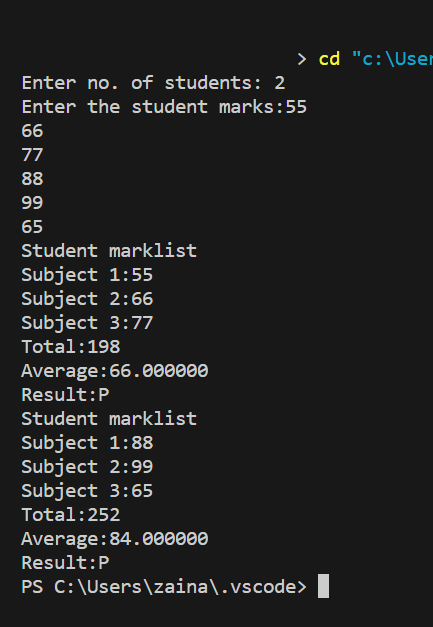 > cd "c:\User
Enter no. of students: 2
Enter the student marks:55
66
77
88
99
65
Student marklist
Subject 1:55
Subject 2:66
Subject 3:77
Total:198
Average:66.000000
Result:P
Student marklist
Subject 1:88
Subject 2:99
Subject 3:65
Total:252
Average:84.000000
Result:P
PS C:\Users\zaina\.vscode>